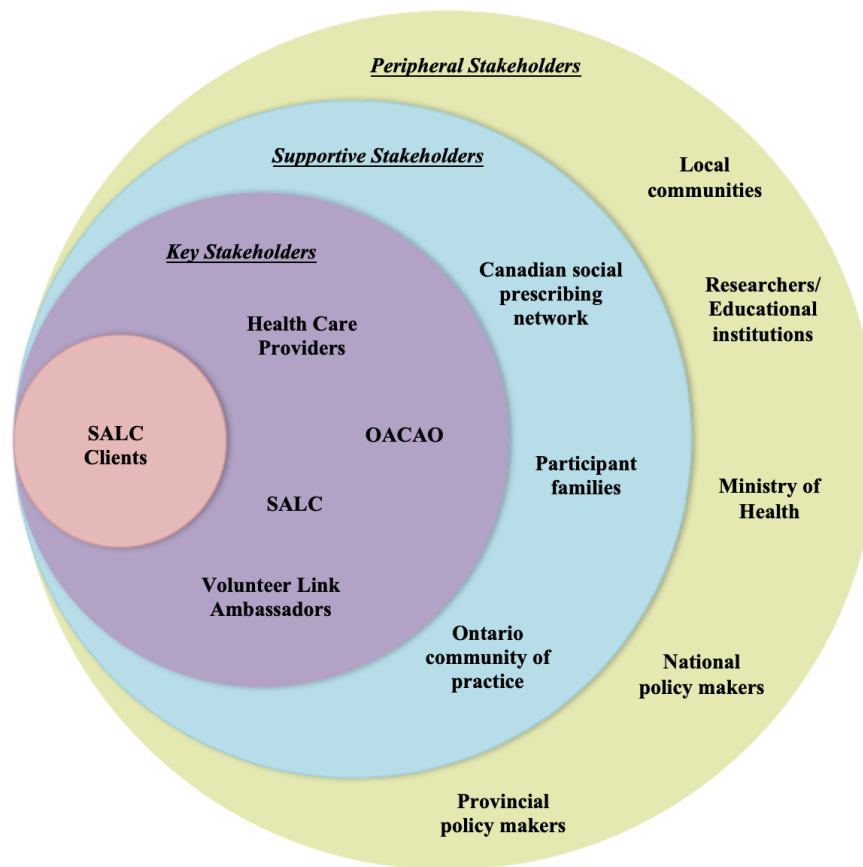 Peripheral Stakeholders
Supportive Stakeholders
Local
communities
Key Stakeholders
Canadian social
prescribing
network
Researchers/
Educational
institutions
Health Care
Providers
SALC
Clients
OACAO
Participant
families
Ministry of
Health
SALC
Volunteer Link
Ambassadors
Ontario
community of
practice
National
policy makers
Provincial
policy makers